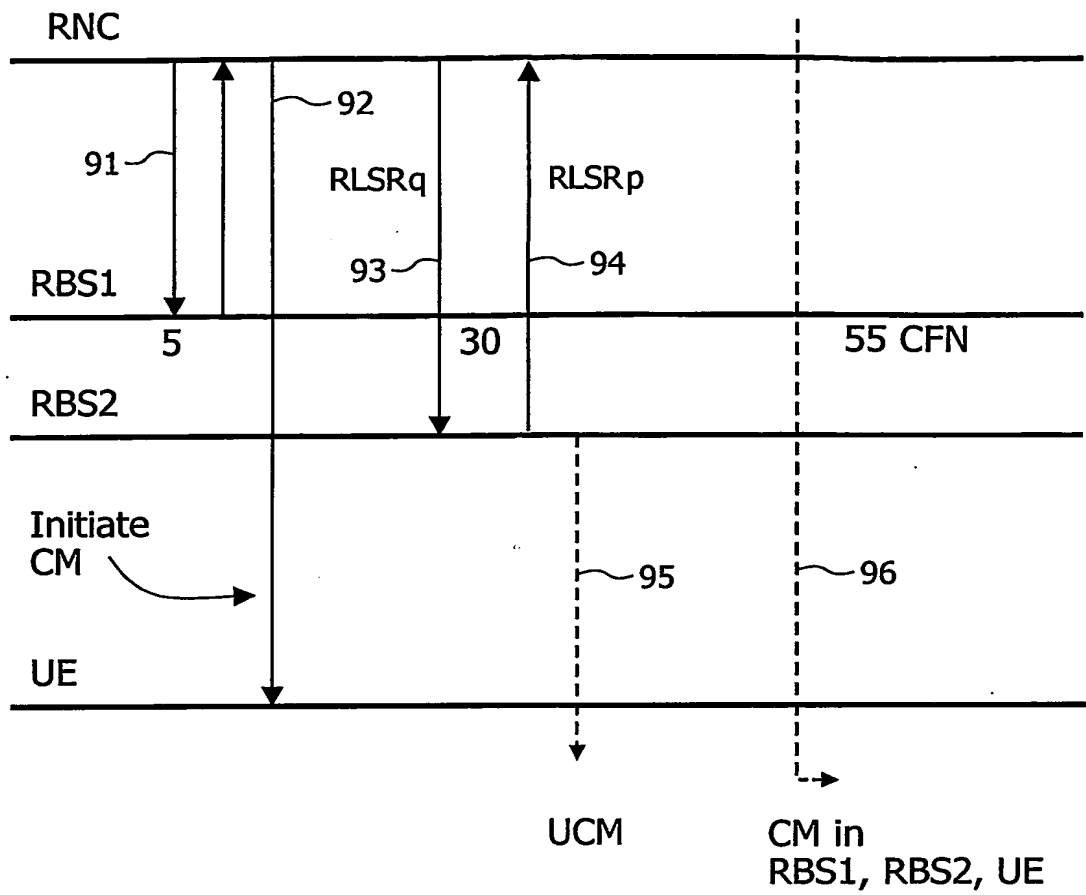 RNC
92
91
RLSRq
RLSRp
93
94
RBS1
5
30
55 CFN
RBS2
Initiate
CM
95
96
UE
UCM
CM in
RBS1, RBS2, UE